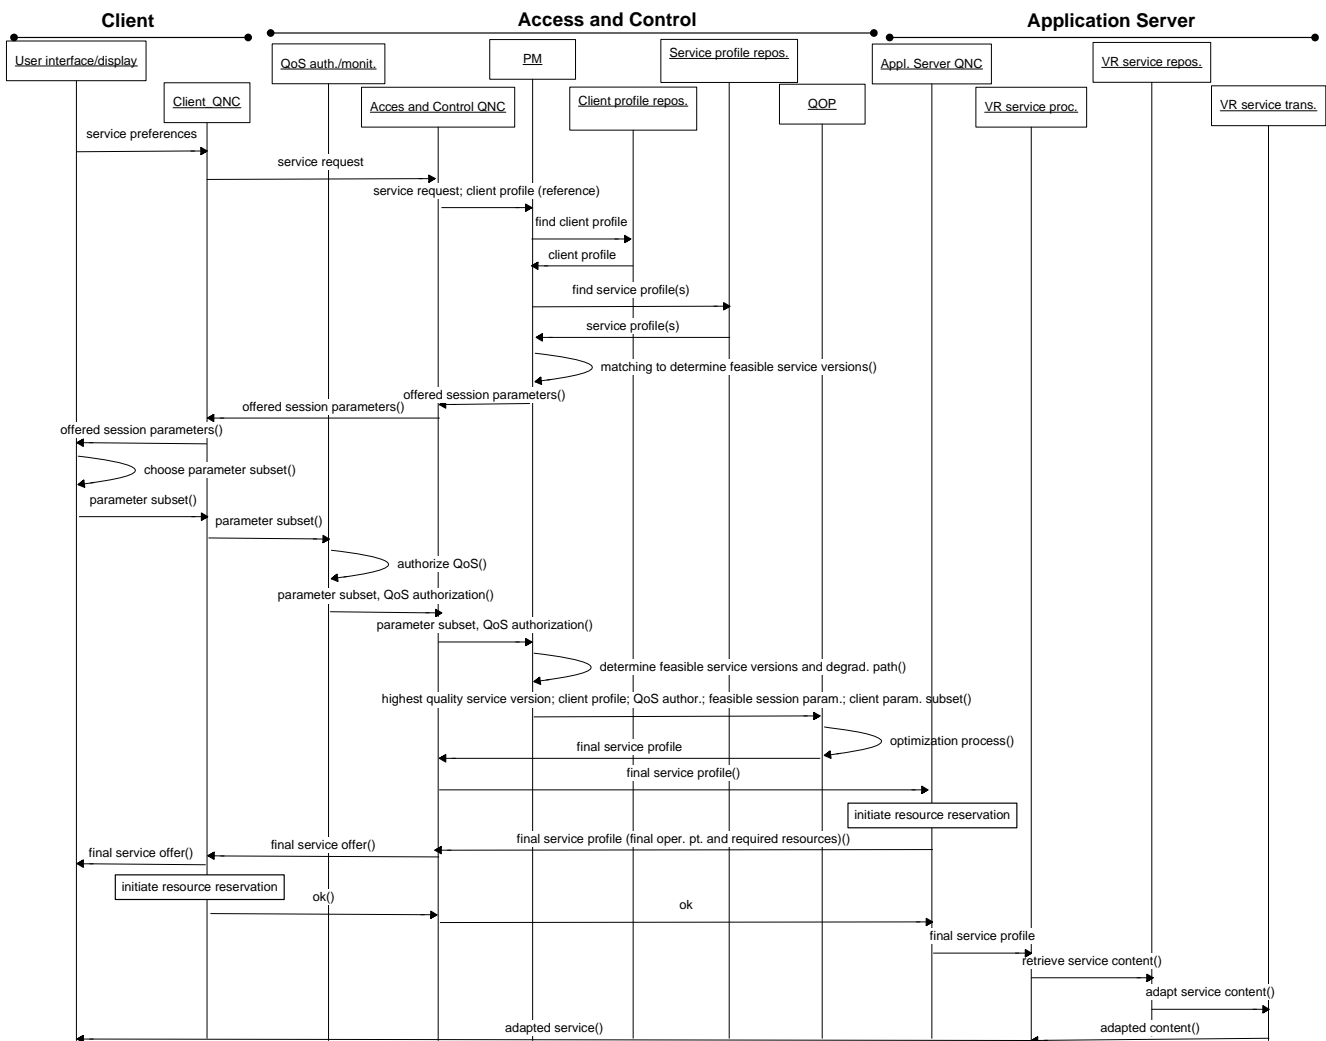 Client
Access and Control
Application Server
User interface/display
Client_QNC
QoS auth./monit.
Acces and Control QNC
PM
Client profile repos.
Service profile repos.
QOP
Appl. Server QNC
VR service proc.
VR service repos.
VR service trans.
service preferences
service request
service request; client profile (reference)
find client profile
client profile
find service profile(s)
service profile(s)
matching to determine feasible service versions()
offered session parameters()
offered session parameters()
offered session parameters()
choose parameter subset()
parameter subset()
parameter subset()
authorize QoS()
parameter subset, QoS authorization()
parameter subset, QoS authorization()
determine feasible service versions and degrad. path()
highest quality service version; client profile; QoS author.; feasible session param.; client param. subset()
optimization process()
final service profile
final service profile()
initiate resource reservation
final service profile (final oper. pt. and required resources)()
final service offer()
final service offer()
initiate resource reservation
ok()
ok
final service profile
retrieve service content()
adapt service content()
adapted content()
adapted service()